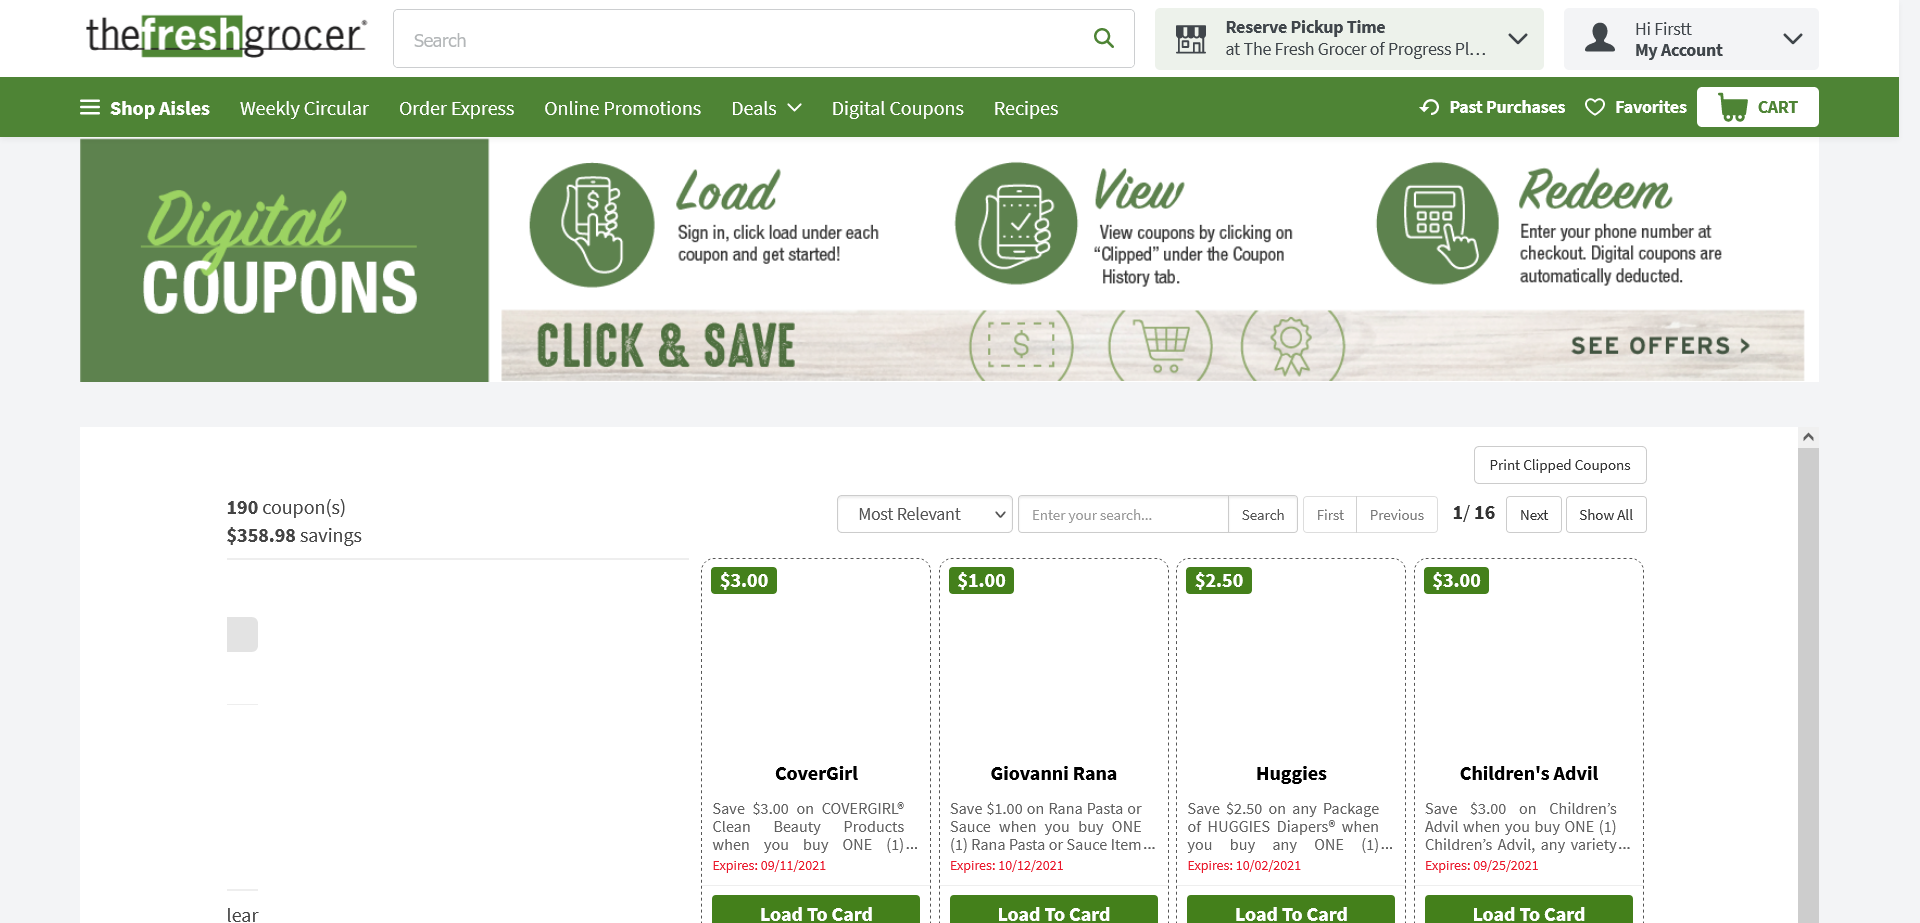 thefreshgrocer®
Search
Reserve Pickup Time
at The Fresh Grocer of Progress Pl...
Hi Firstt
My Account
Shop Aisles
Weekly Circular
Order Express
Online Promotions
Deals
Digital Coupons
Recipes
Past Purchases
Favorites
CART
Digital
COUPONS
Load
Sign in, click load under each
coupon and get started!
View
View coupons by clicking on
“Clipped” under the Coupon
History tab.
Redeem
Enter your phone number at
checkout. Digital coupons are
automatically deducted.
CLICK & SAVE
$
SEE OFFERS >
Print Clipped Coupons
190 coupon(s)
$358.98 savings
Most Relevant
Enter your search...
Search
First
Previous
1/ 16
Next
Show All
$3.00
CoverGirl
Save $3.00 on COVERGIRL®
Clean Beauty Products
when you buy ONE (1)...
Expires: 09/11/2021
Load To Card
$1.00
Giovanni Rana
Save $1.00 on Rana Pasta or
Sauce when you buy ONE
(1) Rana Pasta or Sauce Item...
Expires: 10/12/2021
Load To Card
$2.50
Huggies
Save $2.50 on any Package
of HUGGIES Diapers® when
you buy any ONE (1)...
Expires: 10/02/2021
Load To Card
$3.00
Children's Advil
Save $3.00 on Children’s
Advil when you buy ONE (1)
Children’s Advil, any variety...
Expires: 09/25/2021
Load To Card
lear